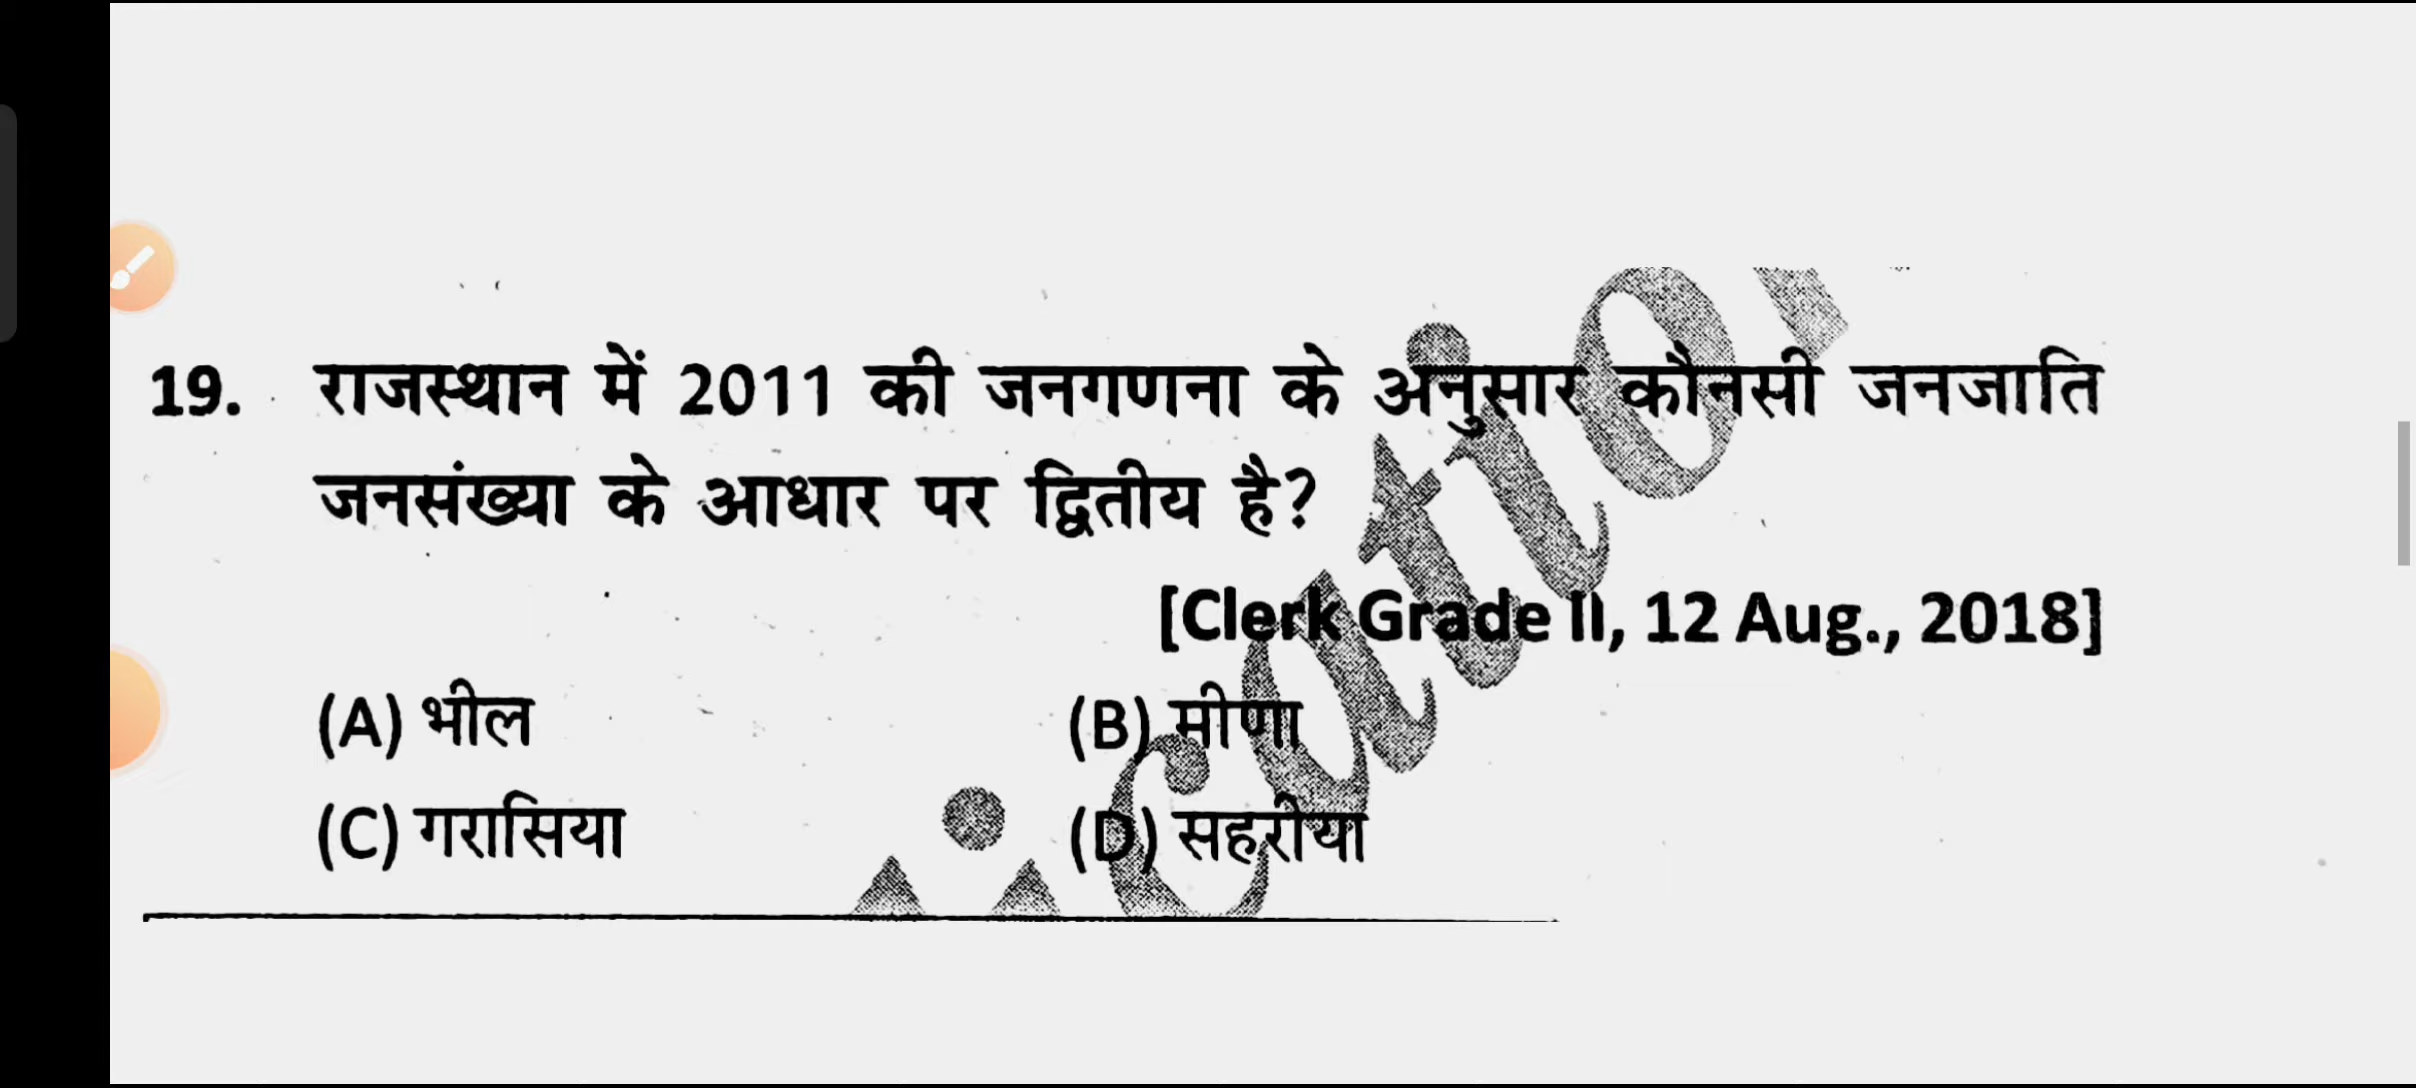 19. राजस्थान में 2011 की जनगणना के अनुसार कौनसी जनजाति
जनसंख्या के आधार पर द्वितीय है?
[Clerk Grade II, 12 Aug., 2018]
(A) भील (B) मीणा
(C) गरासिया (D) सहरीया